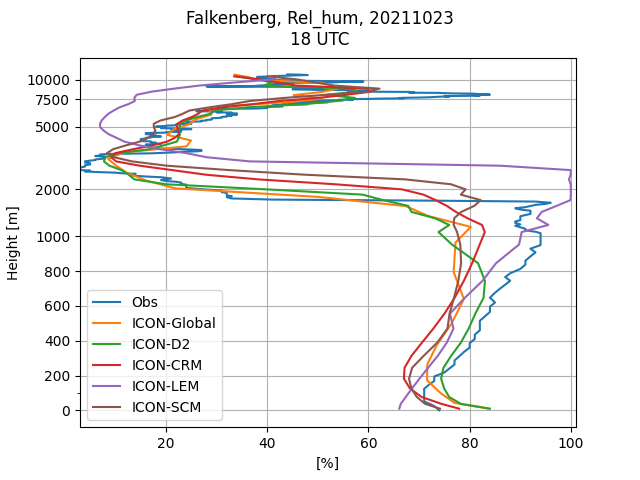 Falkenberg, Rel_hum, 20211023
18 UTC
10000
7500
5000
2000
1000
800
600
400
200
0
Height [m]
Obs
ICON-Global
ICON-D2
ICON-CRM
ICON-LEM
ICON-SCM
20
40
60
80
100
[%]